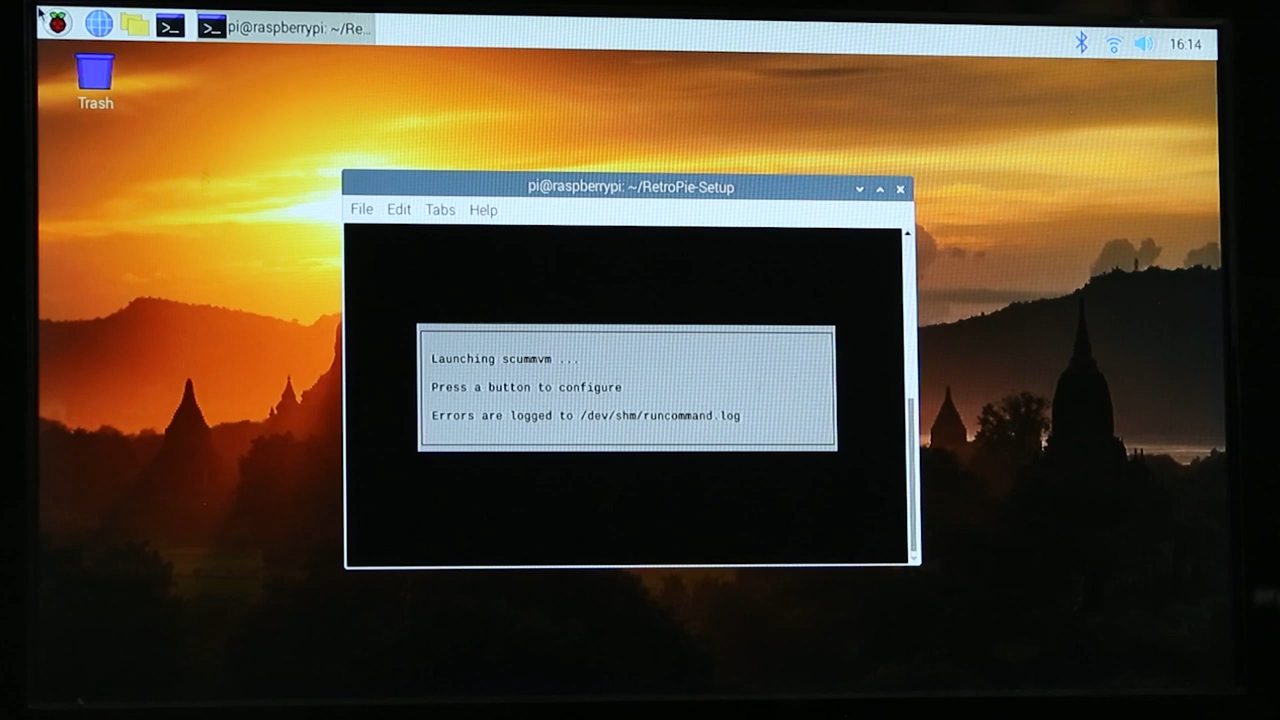 pi@raspberrypi: ~/Re...
16:14
Trash
pi@raspberrypi: ~/RetroPie-Setup
File Edit Tabs Help
Launching scummvm ...
Press a button to configure
Errors are logged to /dev/shm/runcommand.log